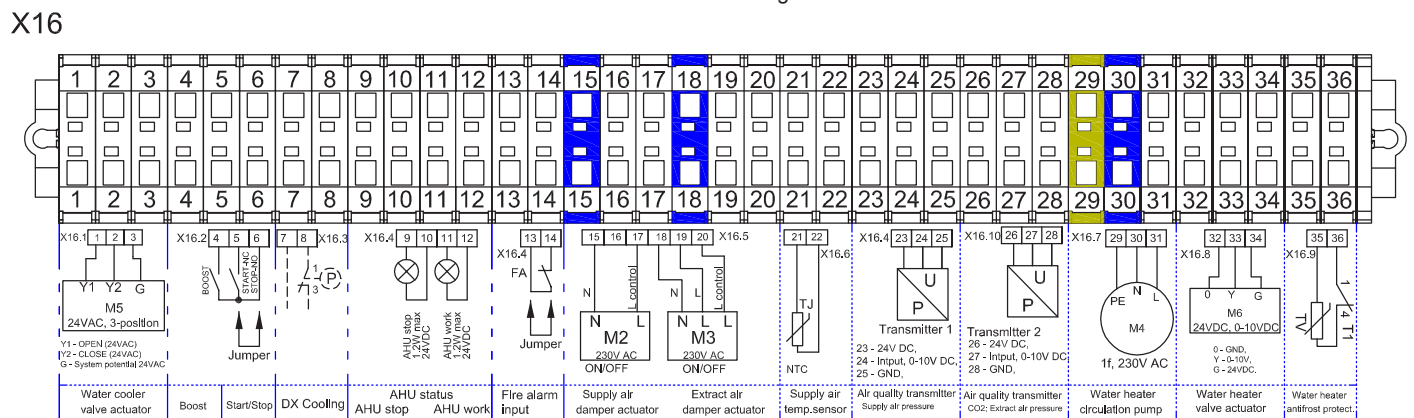 X16
1 2 3 4 5 6 7 8 9 10 11 12 13 14 15 16 17 18 19 20 21 22 23 24 25 26 27 28 29 30 31 32 33 34 35 36
1 2 3 4 5 6 7 8 9 10 11 12 13 14 15 16 17 18 19 20 21 22 23 24 25 26 27 28 29 30 31 32 33 34 35 36
X16.1 1 2 3
Y1 Y2 G
M5
24VAC, 3-position
Y1 - OPEN (24VAC)
Y2 - CLOSE (24VAC)
G - System potential 24VAC
Water cooler
valve actuator
X16.2 4 5 6
BOOST
START-NC
STOP-NO
Jumper
Boost
Start/Stop
7 8 X16.3
1
3
P
DX Cooling
X16.4 9 10 11 12
AHU stop
1,2W max
24VDC
AHU work
1,2W max
24VDC
AHU status
AHU stop AHU work
13 14
X16.4
FA
Jumper
Fire alarm
input
15 16 17 18 19 20 X16.5
N
L control
N L
M2
230V AC
ON/OFF
Supply air
damper actuator
N L
L control
N L
M3
230V AC
ON/OFF
Extract air
damper actuator
21 22
X16.6
TJ
NTC
Supply air
temp.sensor
X16.4 23 24 25
U
P
Transmitter 1
23 - 24V DC,
24 - Intput, 0-10V DC
25 - GND,
Air quality transmitter
Supply air pressure
X16.10 26 27 28
U
P
Transmitter 2
26 - 24V DC,
27 - Intput, 0-10V DC
28 - GND,
Air quality transmitter
CO2; Extract air pressure
X16.7 29 30 31
PE N L
M4
1f, 230V AC
Water heater
circulation pump
32 33 34
X16.8
0 Y G
M6
24VDC, 0-10VDC
0 - GND,
Y - 0-10V,
G - 24VDC.
Water heater
valve actuator
35 36
X16.9
TV
1
4
T1
Water heater
antifrost protect.